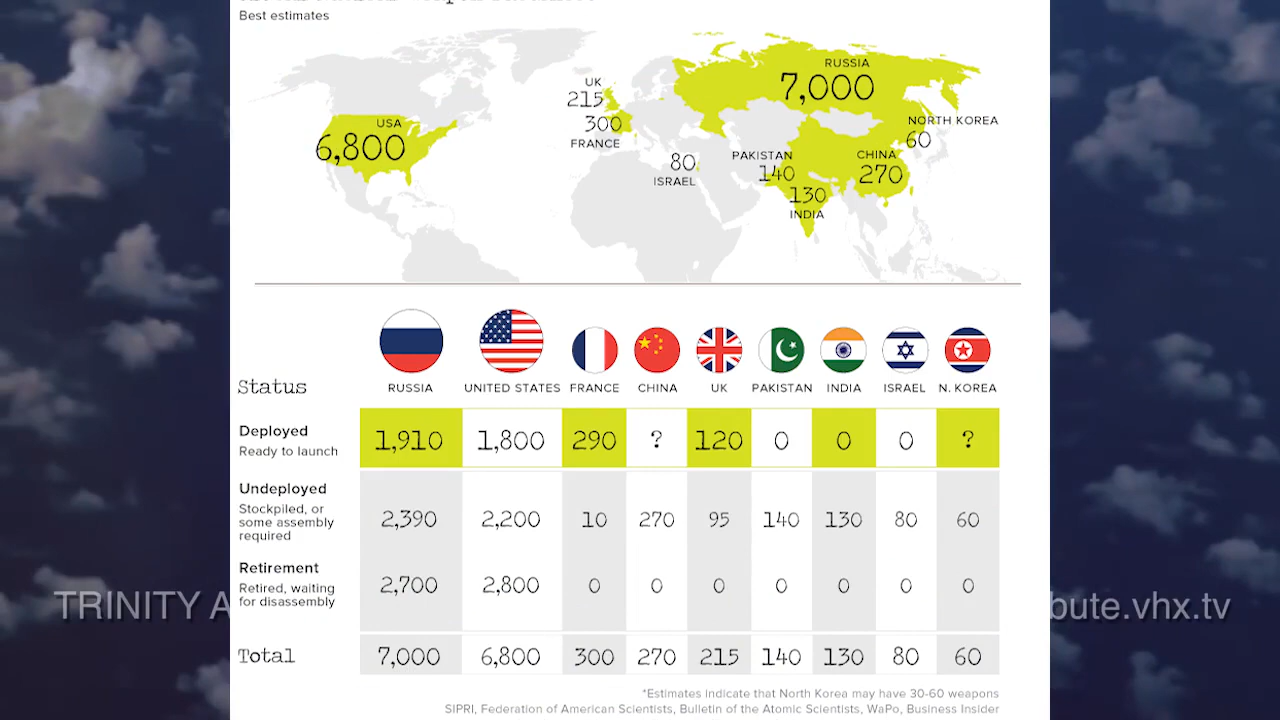 Best estimates
RUSSIA
7,000
UK
215
USA
6,800
300
FRANCE
NORTH KOREA
60
80
ISRAEL
PAKISTAN
140
CHINA
270
130
INDIA
Status RUSSIA UNITED STATES FRANCE CHINA UK PAKISTAN INDIA ISRAEL N. KOREA
Deployed
Ready to launch
1,910 1,800 290 ? 120 0 0 0 ?
Undeployed
Stockpiled, or
some assembly
required
2,390 2,200 10 270 95 140 130 80 60
Retirement
Retired, waiting
for disassembly
2,700 2,800 0 0 0 0 0 0 0
TRINITY A
bute.vhx.tv
Total 7,000 6,800 300 270 215 140 130 80 60
*Estimates indicate that North Korea may have 30-60 weapons
SIPRI, Federation of American Scientists, Bulletin of the Atomic Scientists, WaPo, Business Insider